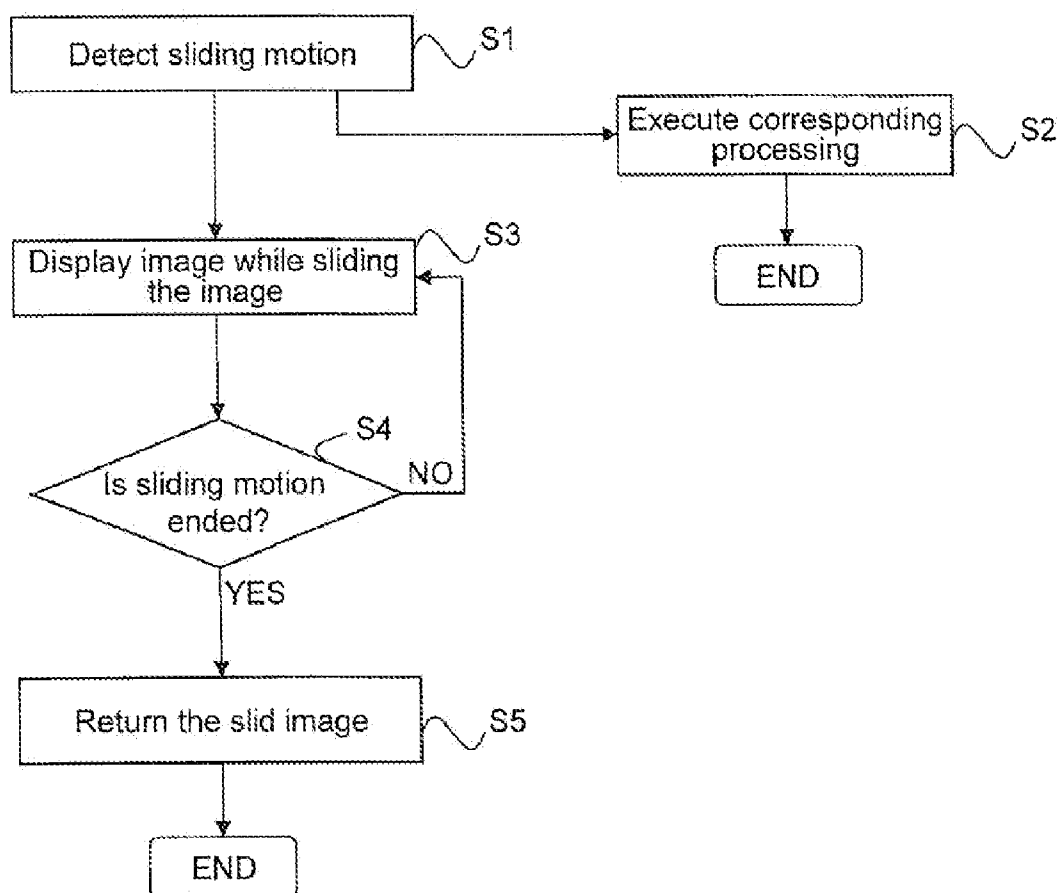 Detect sliding motion
S1
Execute corresponding
processing
S2
END
Display image while sliding
the image
S3
Is sliding motion
ended?
S4
NO
YES
Return the slid image
S5
END